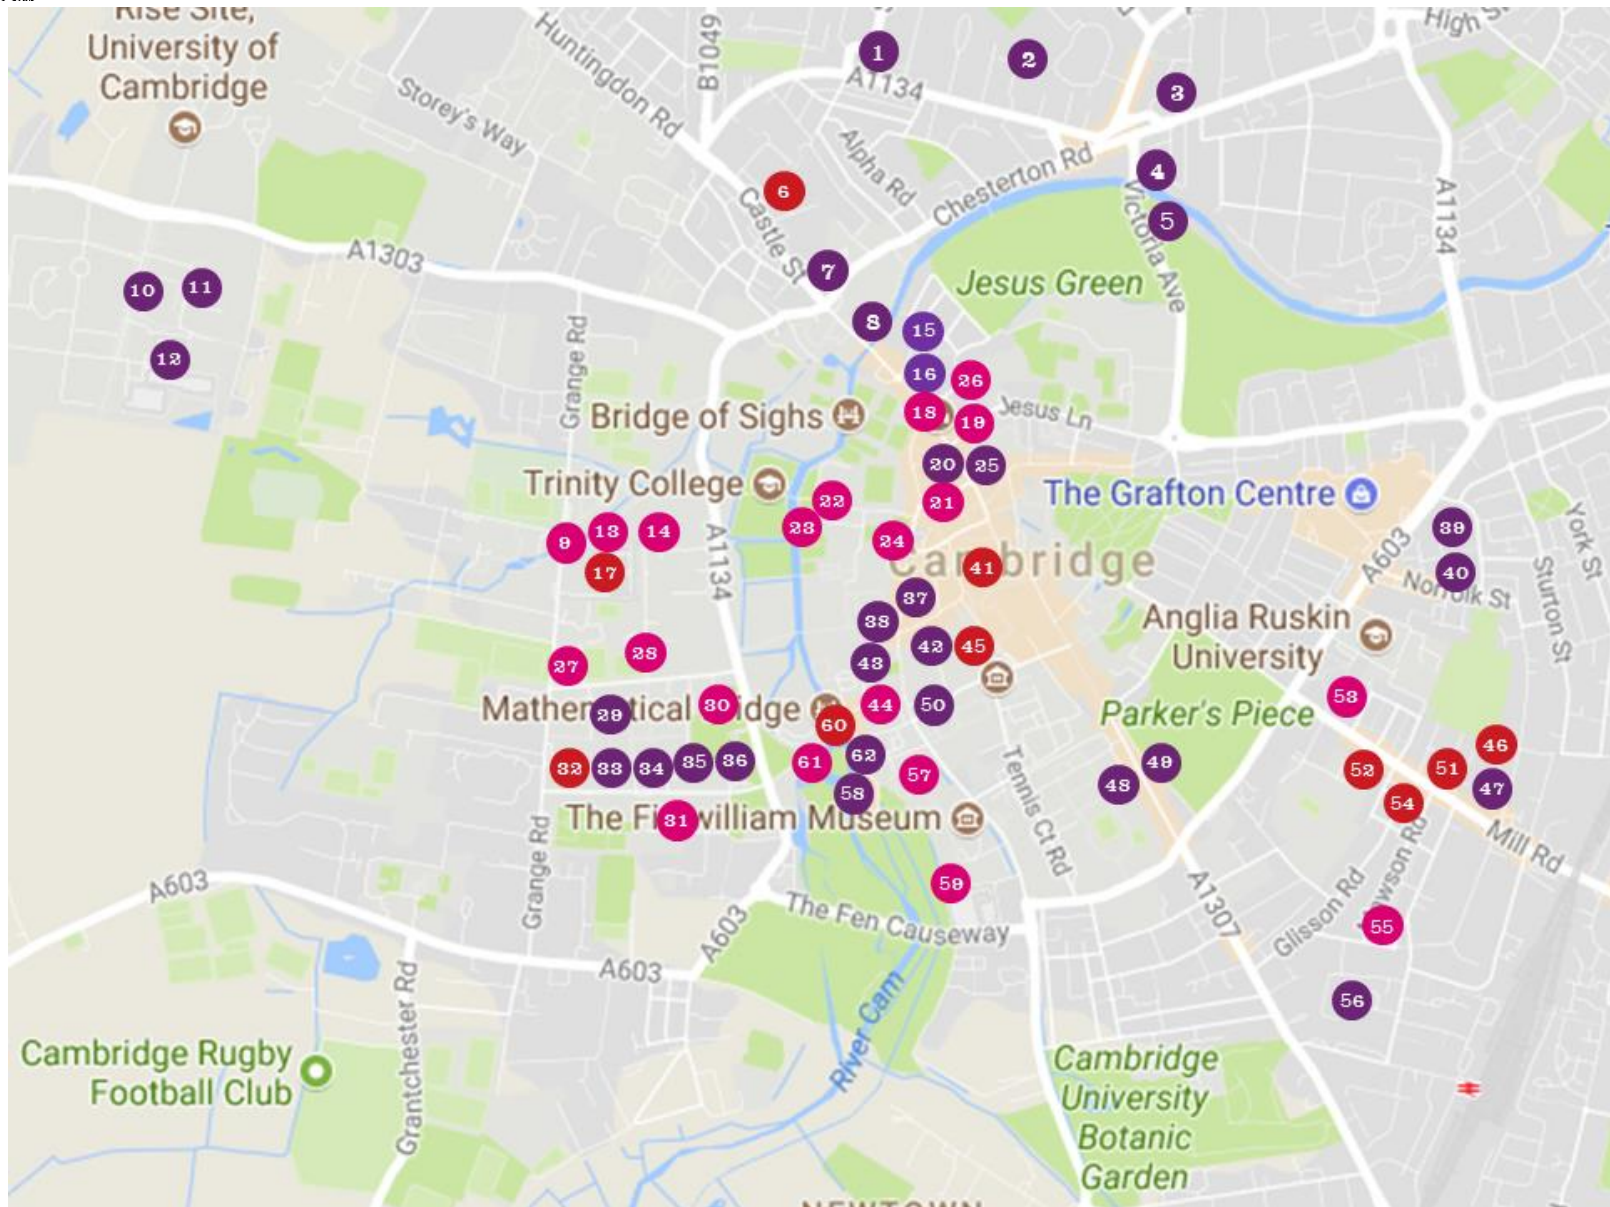 Rise Site,
University of
Cambridge
Huntingdon Rd
B1049
Storey's Way
A1134
High
1
2
3
Alpha Rd
Chesterton Rd
4
6
Castle St
Victoria Ave
5
A1134
A1303
7
Jesus Green
10
11
12
8
15
Grange Rd
16
26
Bridge of Sighs
18
19
Jesus Ln
20
25
Trinity College
22
21
The Grafton Centre
23
24
9
13
14
17
A1134
Cambridge
41
39
A603
York St
40
Norfolk St
Sturton St
37
38
Anglia Ruskin
University
42
45
43
27
28
Mathematical Bridge
29
30
44
50
60
53
Parker's Piece
32
33
34
35
36
61
62
57
58
48
49
52
51
46
47
54
Tennis Ct Rd
The Fitzwilliam Museum
31
Mill Rd
Grange Rd
A603
59
The Fen Causeway
A603
A1307
Glisson Rd
Mawson Rd
55
A603
56
Grantchester Rd
River Cam
Cambridge Rugby
Football Club
Cambridge
University
Botanic
Garden
NEWTOWN